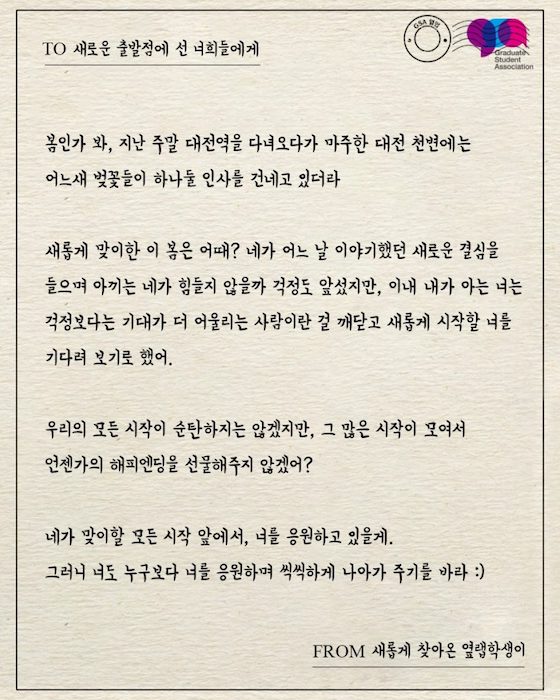 TO 새로운 출발점에 선 너희들에게
GSA 옆랩
Graduate
Student
Association
봄인가 봐, 지난 주말 대전역을 다녀오다가 마주한 대전 천변에는
어느새 벚꽃들이 하나둘 인사를 건네고 있더라
새롭게 맞이한 이 봄은 어때? 네가 어느 날 이야기했던 새로운 결심을
들으며 아끼는 네가 힘들지 않을까 걱정도 앞섰지만, 이내 내가 아는 너는
걱정보다는 기대가 더 어울리는 사람이란 걸 깨닫고 새롭게 시작할 너를
기다려 보기로 했어.
우리의 모든 시작이 순탄하지는 않겠지만, 그 많은 시작이 모여서
언젠가의 해피엔딩을 선물해주지 않겠어?
네가 맞이할 모든 시작 앞에서, 너를 응원하고 있을게.
그러니 너도 누구보다 너를 응원하며 씩씩하게 나아가 주기를 바라 :)
FROM 새롭게 찾아온 옆랩학생이